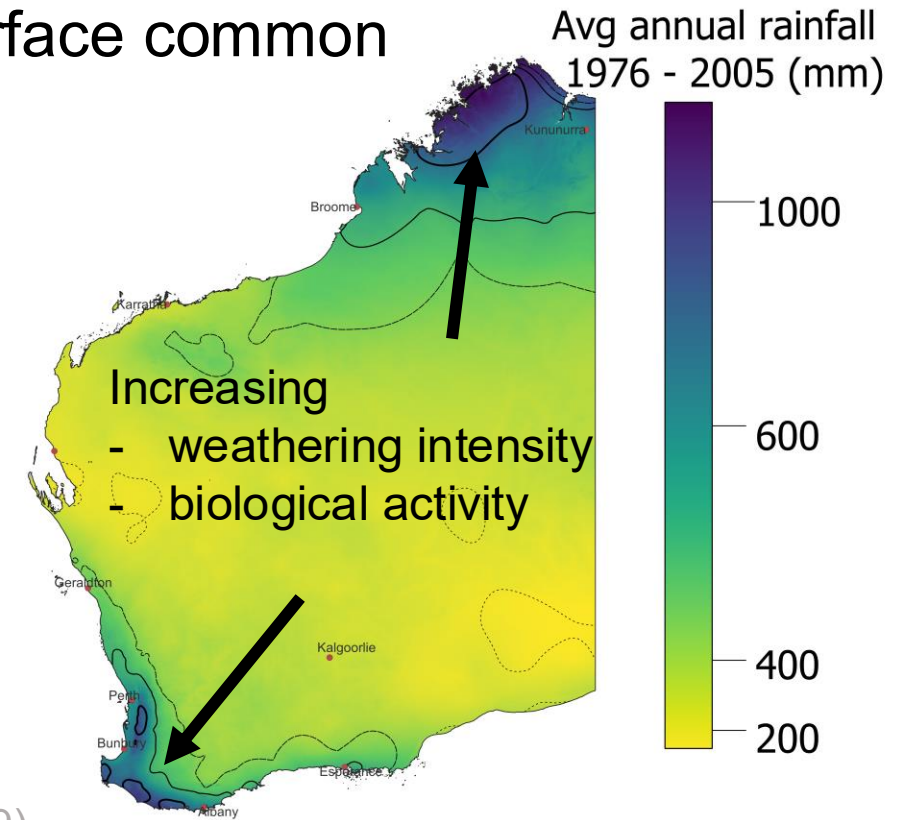 rface common
Avg annual rainfall
1976 - 2005 (mm)
Kununurra
1000
Broome
Karratha
Increasing
- weathering intensity
- biological activity
600
Geraldton
Kalgoorlie
400
Perth
200
Bunbury
Esperance
Albany